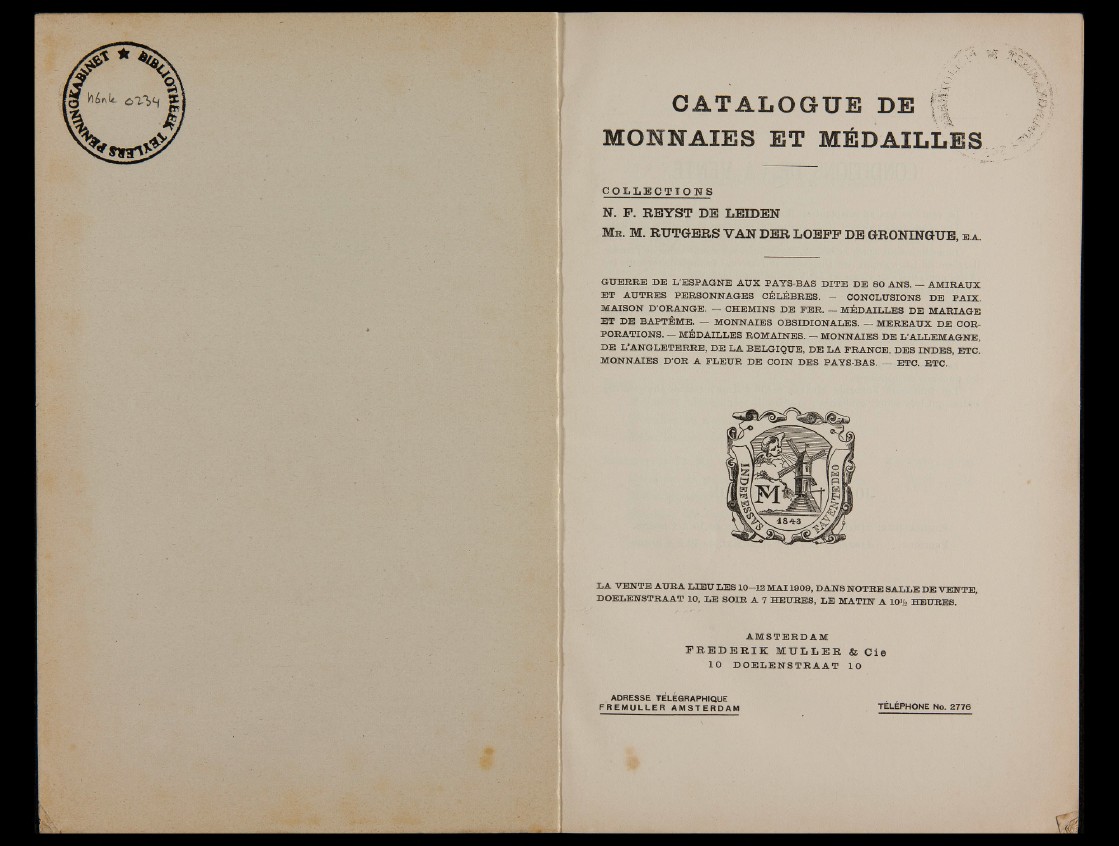 BIBLIOTHEEK TEYLERS PENNINGKABINET
hbnk 0234
CATALOGUE DE
MONNAIES ET MÉDAILLES
COLLECTIONS
N. F. REYST DE LEIDEN
MR. M. RUTGERS VAN DER LOEFF DE GRONINGUE, E.A.
GUERRE DE L'ESPAGNE AUX PAYS-BAS DITE DE 80 ANS. — AMIRAUX
ET AUTRES PERSONNAGES CÉLÈBRES. — CONCLUSIONS DE PAIX.
MAISON D'ORANGE. — CHEMINS DE FER. — MÉDAILLES DE MARIAGE
ET DE BAPTÊME. — MONNAIES OBSIDIONALES. — MEREAUX DE COR-
PORATIONS. — MÉDAILLES ROMAINES. — MONNAIES DE L'ALLEMAGNE,
DE L'ANGLETERRE, DE LA BELGIQUE, DE LA FRANCE, DES INDES, ETC.
MONNAIES D'OR A FLEUR DE COIN DES PAYS-BAS. — ETC. ETC.
INDEFESSVS FAVENTE DEO
FM
1843
LA VENTE AURA LIEU LES 10—12 MAI 1909, DANS NOTRE SALLE DE VENTE,
DOELENSTRAAT 10, LE SOIR A 7 HEURES, LE MATIN A 10½ HEURES.
AMSTERDAM
FREDERIK MULLER & Cie
10 DOELENSTRAAT 10
ADRESSE TÉLÉGRAPHIQUE
FREMULLER AMSTERDAM
TÉLÉPHONE No. 2776